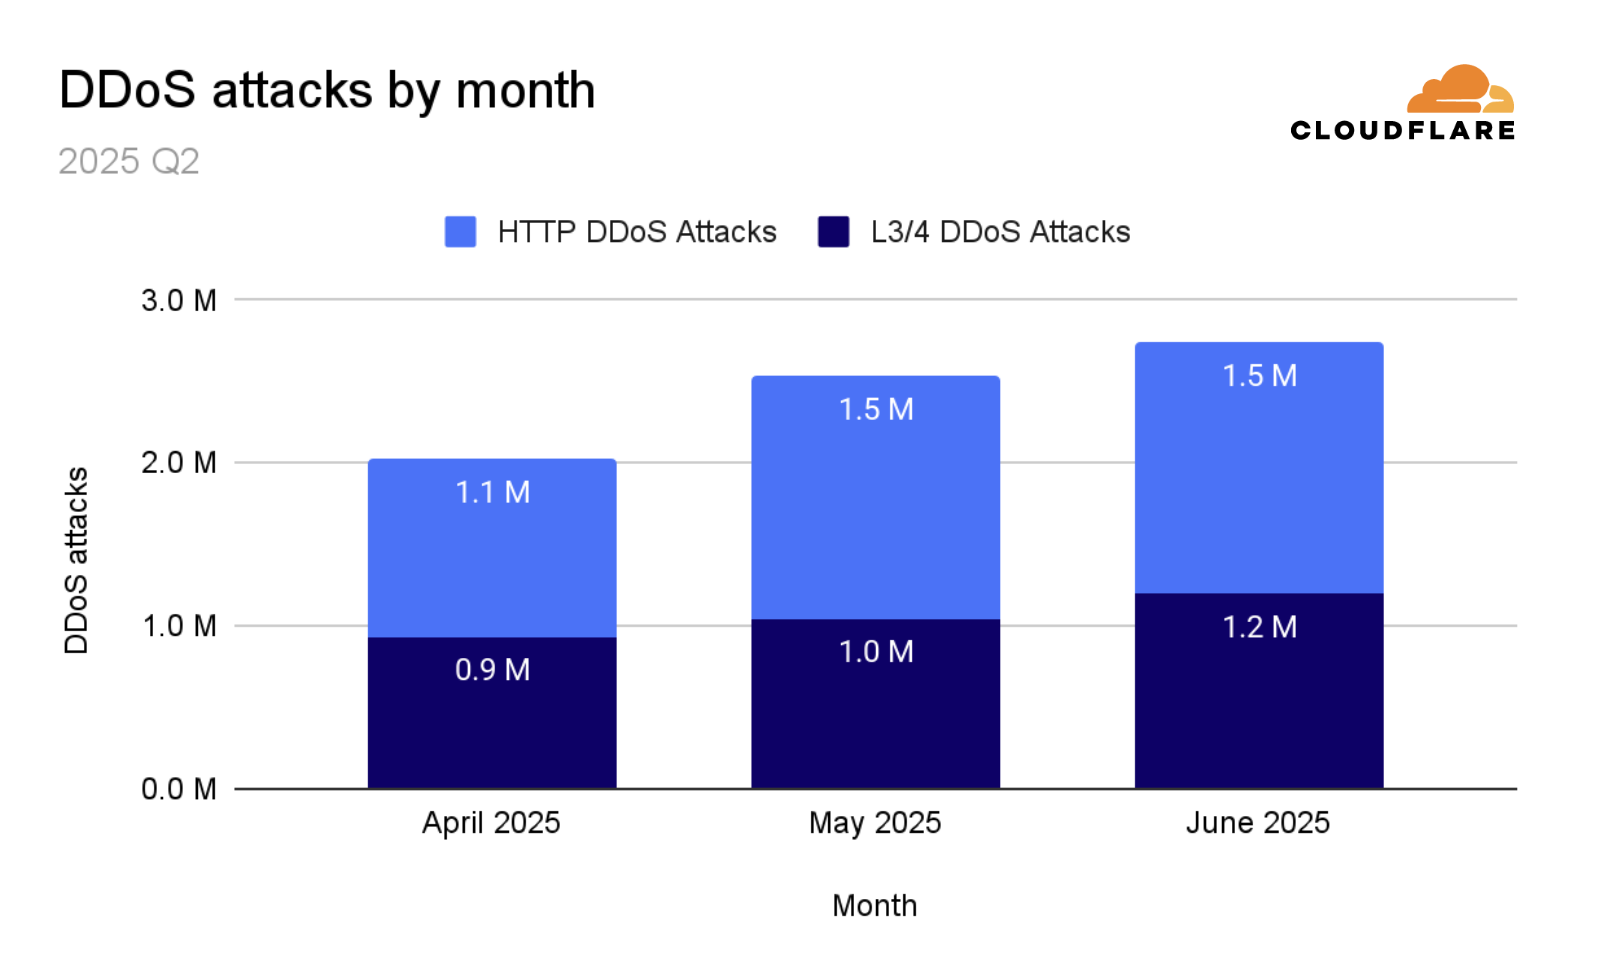 DDoS attacks by month
2025 Q2
CLOUDFLARE
HTTP DDoS Attacks
L3/4 DDoS Attacks
3.0 M
2.0 M
1.0 M
0.0 M
DDoS attacks
1.1 M
0.9 M
1.5 M
1.0 M
1.5 M
1.2 M
April 2025
May 2025
June 2025
Month